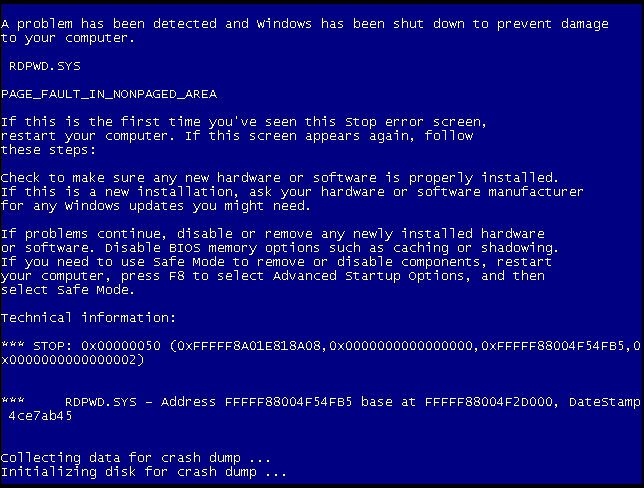 A problem has been detected and Windows has been shut down to prevent damage
to your computer.
RDPWD.SYS
PAGE_FAULT_IN_NONPAGED_AREA
If this is the first time you've seen this Stop error screen,
restart your computer. If this screen appears again, follow
these steps:
Check to make sure any new hardware or software is properly installed.
If this is a new installation, ask your hardware or software manufacturer
for any Windows updates you might need.
If problems continue, disable or remove any newly installed hardware
or software. Disable BIOS memory options such as caching or shadowing.
If you need to use Safe Mode to remove or disable components, restart
your computer, press F8 to select Advanced Startup Options, and then
select Safe Mode.
Technical information:
*** STOP: 0x00000050 (0xFFFFF8A01E818A08,0x0000000000000000,0xFFFFF88004F54FB5,0
x0000000000000002)
*** RDPWD.SYS - Address FFFFF88004F54FB5 base at FFFFF88004F2D000, DateStamp
4ce7ab45
Collecting data for crash dump ...
Initializing disk for crash dump ...